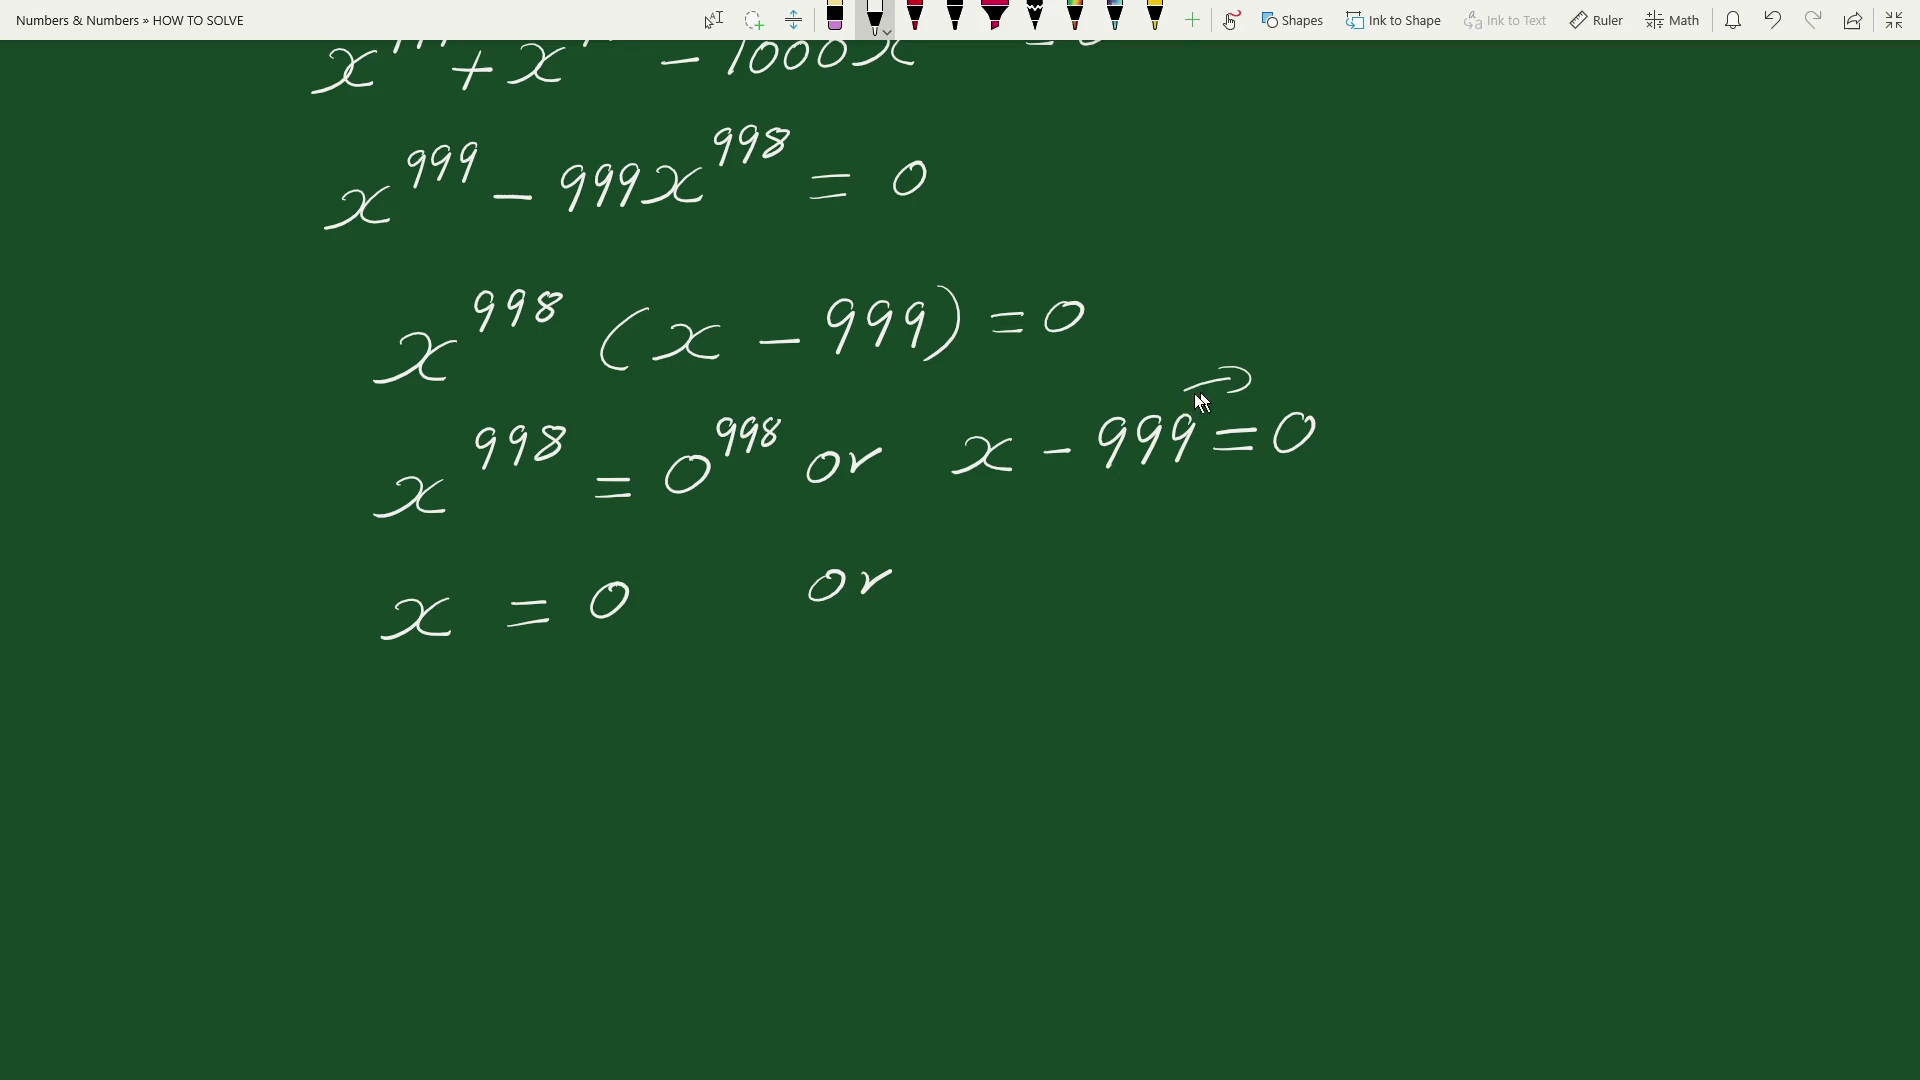 Numbers & Numbers » HOW TO SOLVE Shapes Ink to Shape Ink to Text Ruler Math
x + x - 1000x
x^999 - 999x^998 = 0
x^998 (x - 999) = 0
x^998 = 0^998 or x - 999 = 0
x = 0 or